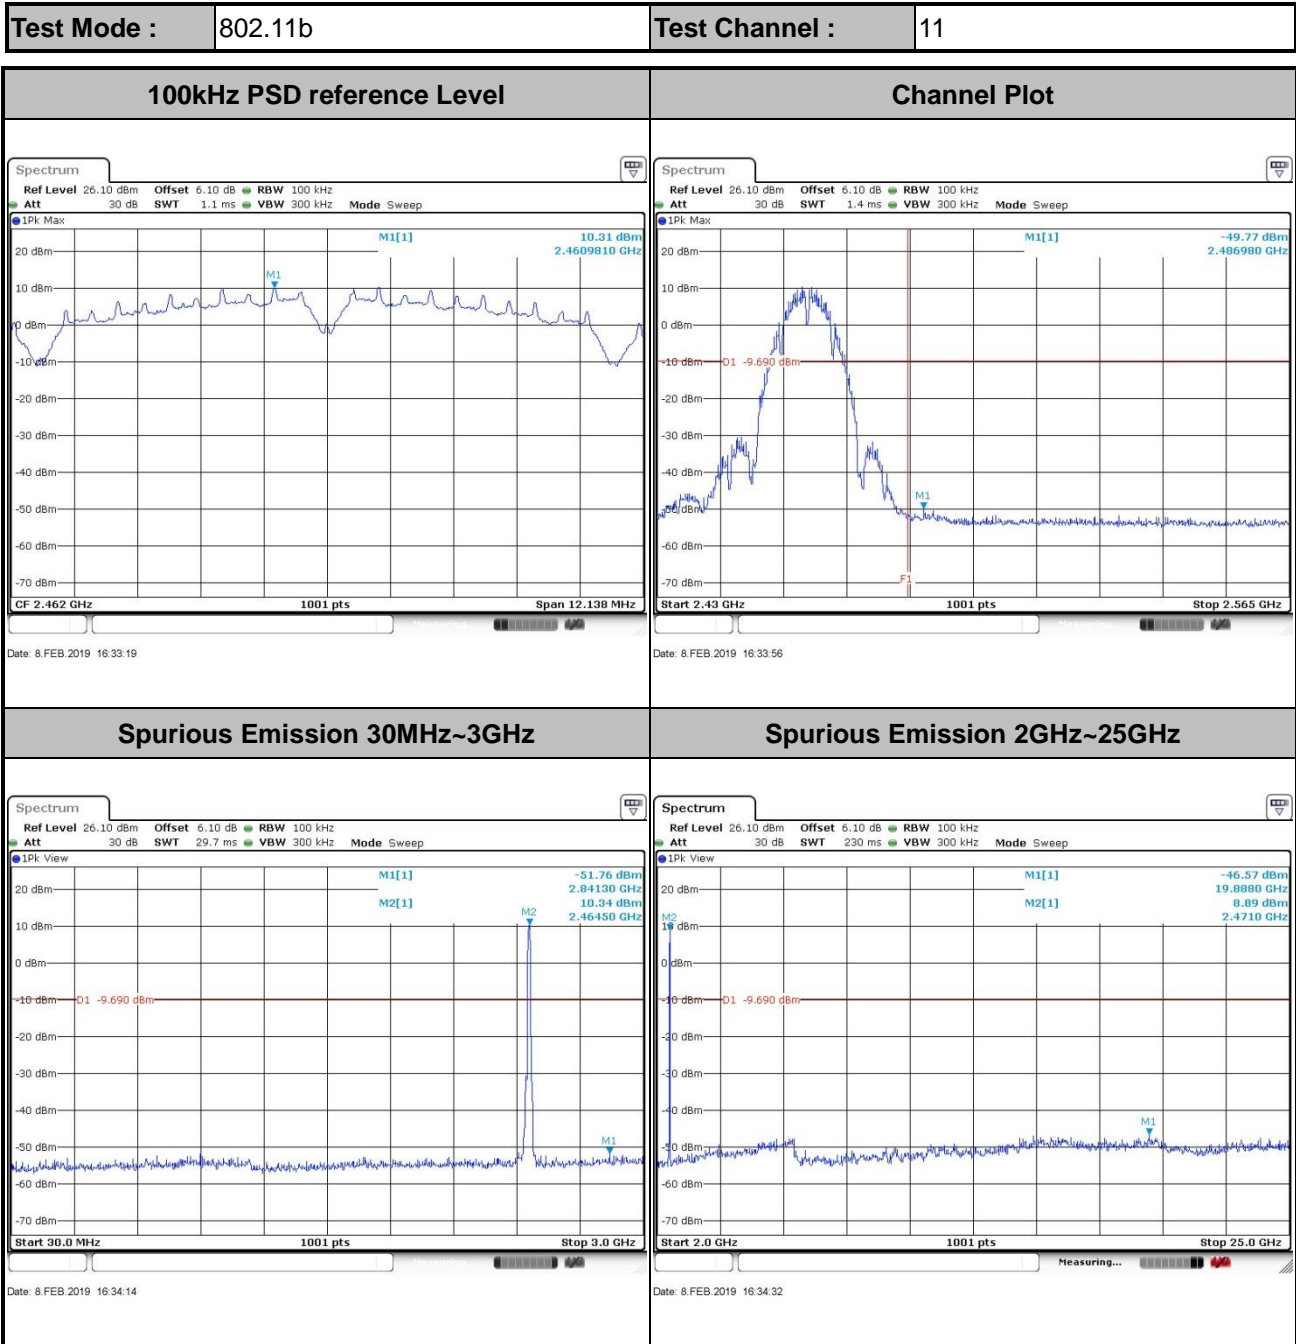 Test Mode : 802.11b Test Channel : 11
100kHz PSD reference Level Channel Plot
Spectrum
Ref Level 26.10 dBm Offset 6.10 dB RBW 100 kHz
Att 30 dB SWT 1.1 ms VBW 300 kHz Mode Sweep
1Pk Max
M1[1] 10.31 dBm
2.4609810 GHz
20 dBm
M1
10 dBm
0 dBm
-10 dBm
-20 dBm
-30 dBm
-40 dBm
-50 dBm
-60 dBm
-70 dBm
CF 2.462 GHz 1001 pts Span 12.138 MHz
Measuring...
Date: 8.FEB.2019 16:33:19
Spectrum
Ref Level 26.10 dBm Offset 6.10 dB RBW 100 kHz
Att 30 dB SWT 1.4 ms VBW 300 kHz Mode Sweep
1Pk Max
M1[1] -49.77 dBm
2.486980 GHz
20 dBm
10 dBm
0 dBm
-10 dBm D1 -9.690 dBm
-20 dBm
-30 dBm
-40 dBm
M1
-50 dBm
-60 dBm
-70 dBm
F1
Start 2.43 GHz 1001 pts Stop 2.565 GHz
Measuring...
Date: 8.FEB.2019 16:33:56
Spurious Emission 30MHz~3GHz Spurious Emission 2GHz~25GHz
Spectrum
Ref Level 26.10 dBm Offset 6.10 dB RBW 100 kHz
Att 30 dB SWT 29.7 ms VBW 300 kHz Mode Sweep
1Pk View
M1[1] -51.76 dBm
2.84130 GHz
20 dBm
M2[1] 10.34 dBm
2.46450 GHz
M2
10 dBm
0 dBm
-10 dBm D1 -9.690 dBm
-20 dBm
-30 dBm
-40 dBm
M1
-50 dBm
-60 dBm
-70 dBm
Start 30.0 MHz 1001 pts Stop 3.0 GHz
Date: 8.FEB.2019 16:34:14
Spectrum
Ref Level 26.10 dBm Offset 6.10 dB RBW 100 kHz
Att 30 dB SWT 230 ms VBW 300 kHz Mode Sweep
1Pk View
M1[1] -46.57 dBm
19.8880 GHz
20 dBm
M2[1] 8.89 dBm
2.4710 GHz
M2
10 dBm
0 dBm
-10 dBm D1 -9.690 dBm
-20 dBm
-30 dBm
-40 dBm
M1
-50 dBm
-60 dBm
-70 dBm
Start 2.0 GHz 1001 pts Stop 25.0 GHz
Measuring...
Date: 8.FEB.2019 16:34:32